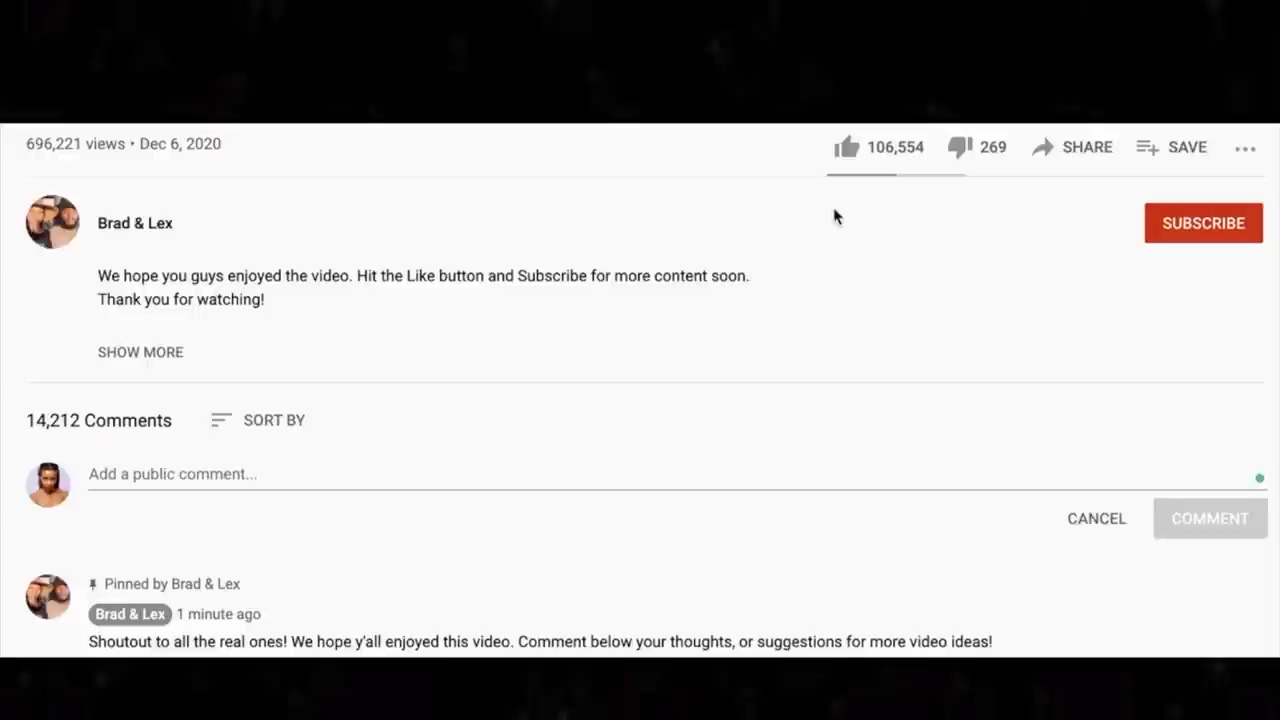 696,221 views • Dec 6, 2020
106,554
269
SHARE
SAVE
Brad & Lex
SUBSCRIBE
We hope you guys enjoyed the video. Hit the Like button and Subscribe for more content soon.
Thank you for watching!
SHOW MORE
14,212 Comments
SORT BY
Add a public comment...
CANCEL
COMMENT
Pinned by Brad & Lex
Brad & Lex 1 minute ago
Shoutout to all the real ones! We hope y'all enjoyed this video. Comment below your thoughts, or suggestions for more video ideas!